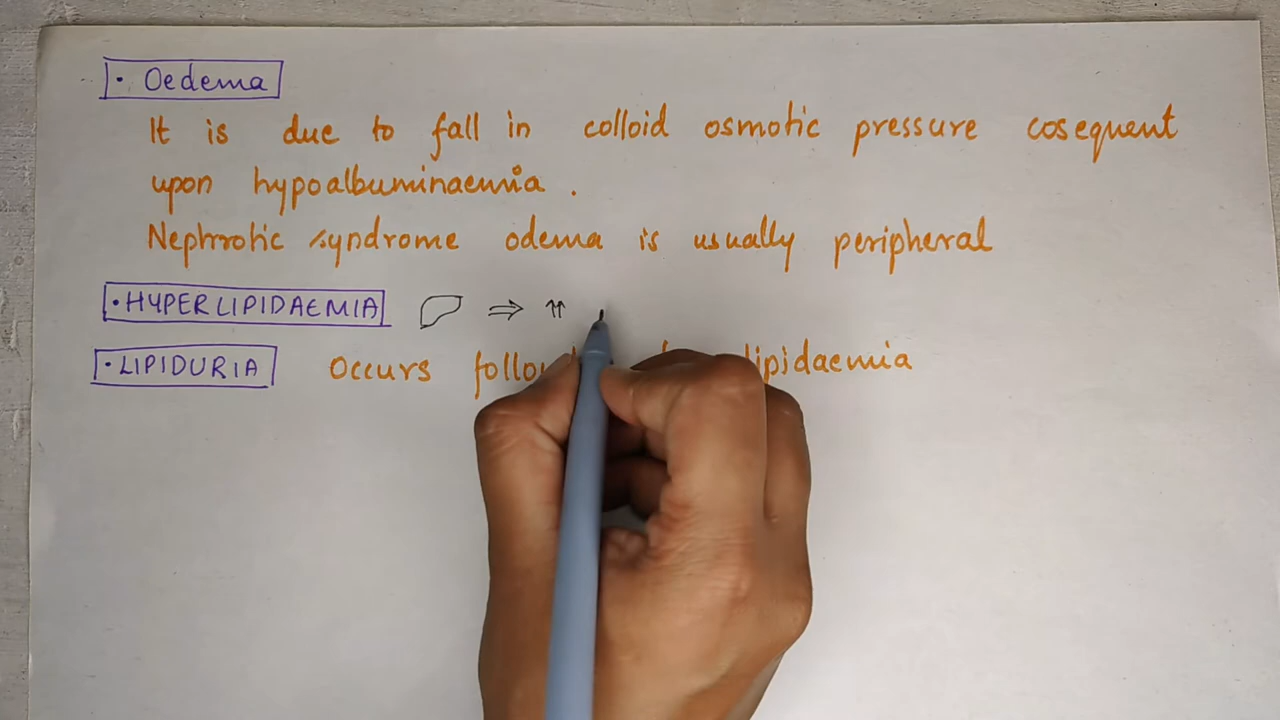 • Oedema
It is due to fall in colloid osmotic pressure cosequent
upon hypoalbuminaemia .
Nephrotic syndrome odema is usually peripheral
• HYPERLIPIDAEMIA ⇒ ⇈
• LIPIDURIA Occurs lipidaemia